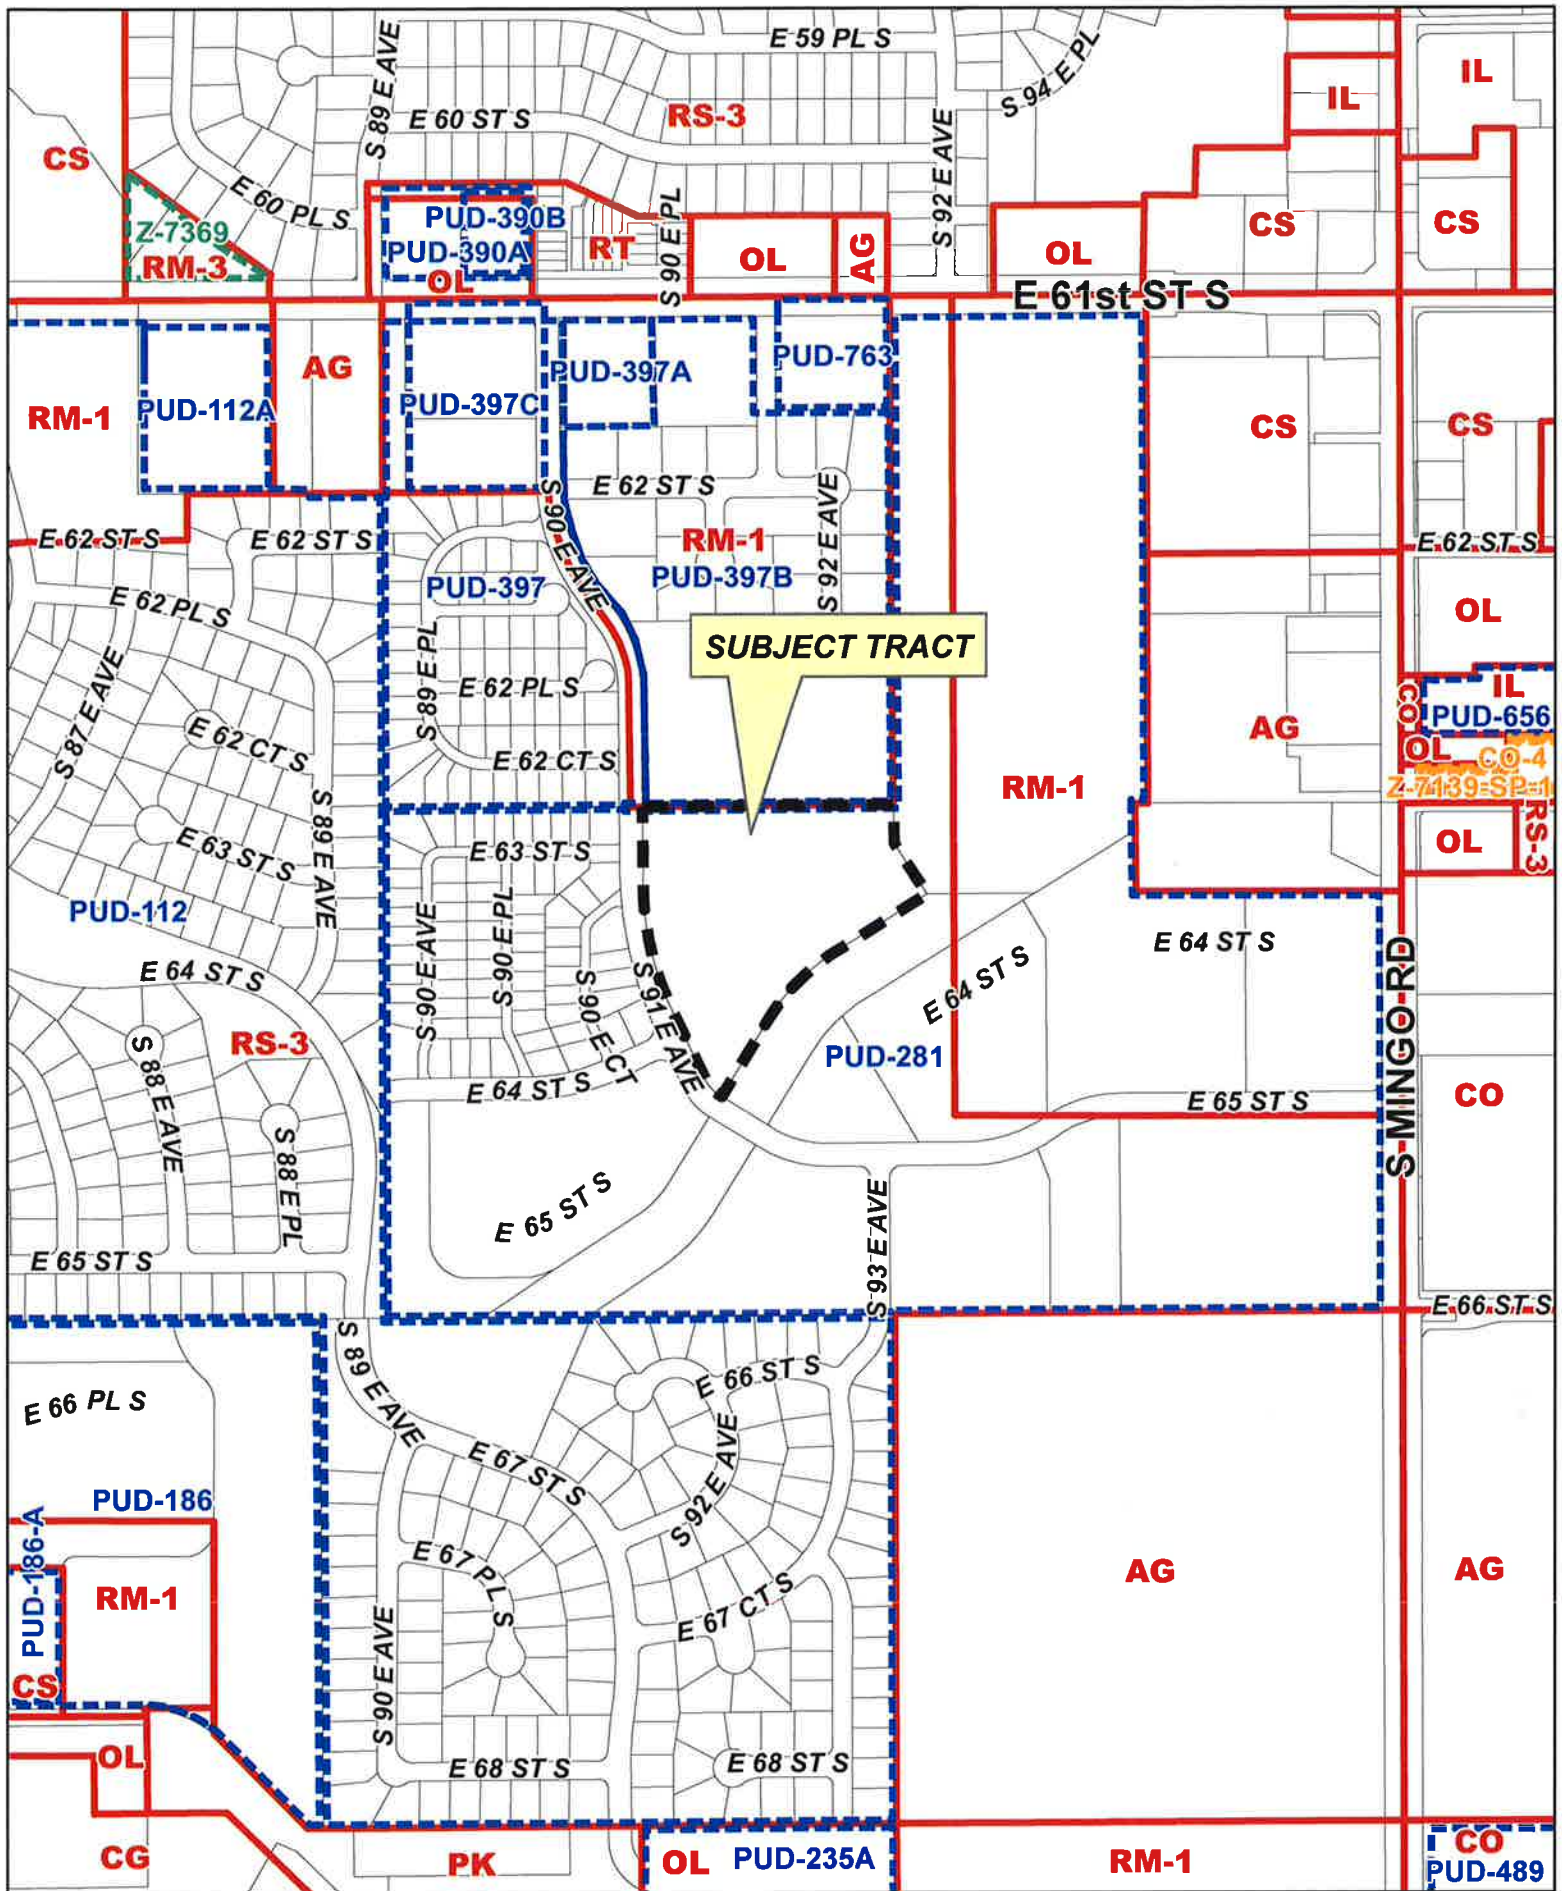 E 59 PL S
S 89 E AVE
S 94 E PL
IL
IL
E 60 ST S
RS-3
CS
S 92 E AVE
E 60 PL S
Z-7369
RM-3
PUD-390B
PUD-390A
OL
RT
S 90 E PL
OL
AG
OL
CS
CS
E 61st ST S
AG
RM-1
PUD-112A
PUD-397C
PUD-397A
PUD-763
CS
CS
E 62 ST S
S 90 E AVE
S 92 E AVE
E 62 ST S
E 62 ST S
RM-1
PUD-397B
E 62 ST S
E 62 PL S
PUD-397
OL
S 87 E AVE
S 89 E PL
SUBJECT TRACT
E 62 PL S
CO
IL
PUD-656
AG
E 62 CT S
E 62 CT S
OL
CO-4
Z-7139-SP-1
RM-1
S 89 E AVE
E 63 ST S
E 63 ST S
OL
RS-3
PUD-112
S 90 E AVE
S 90 E PL
E 64 ST S
E 64 ST S
S 90 E CT
S 91 E AVE
E 64 ST S
S MINGO RD
RS-3
S 88 E AVE
PUD-281
E 64 ST S
E 65 ST S
CO
S 88 E PL
E 65 ST S
S 93 E AVE
E 65 ST S
E 66 ST S
S 89 E AVE
E 66 ST S
E 66 PL S
S 92 E AVE
E 67 ST S
PUD-186
PUD-186-A
E 67 PL S
AG
AG
RM-1
E 67 CT S
S 90 E AVE
CS
OL
E 68 ST S
E 68 ST S
CG
PK
OL
PUD-235A
RM-1
CO
PUD-489